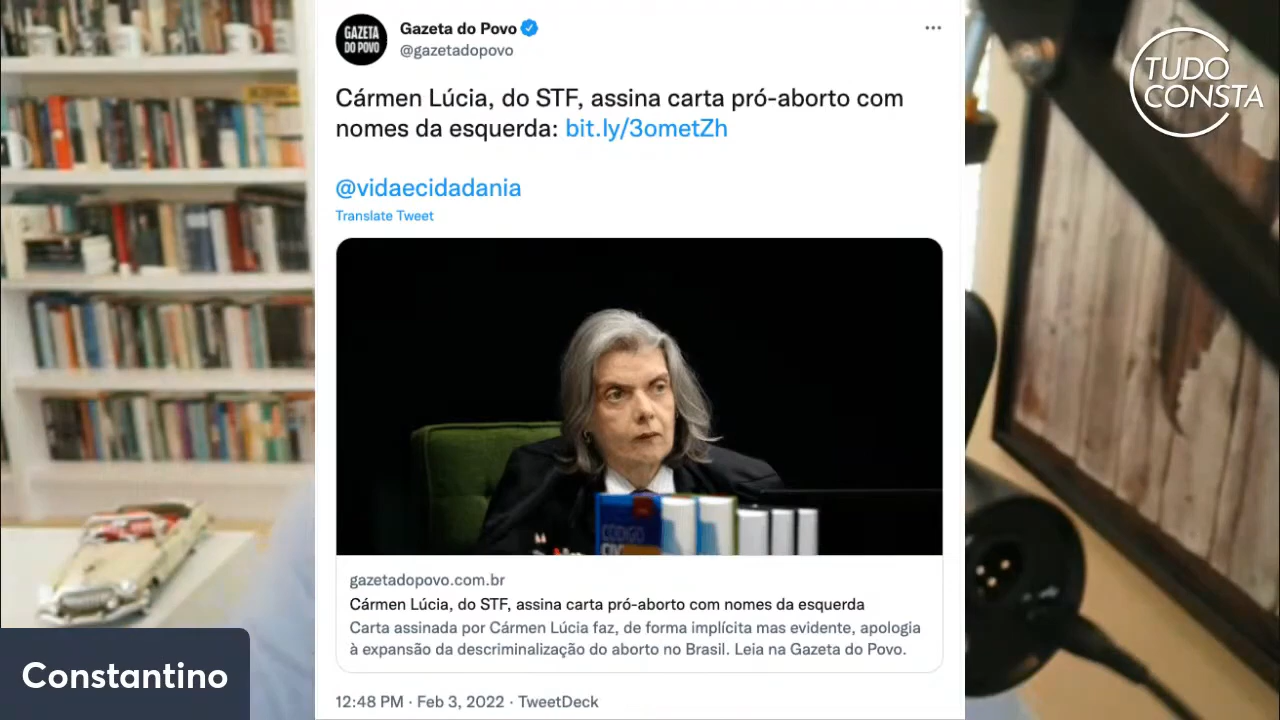 GAZETA
DO POVO
Gazeta do Povo
@gazetadopovo
TUDO
CONSTA
Cármen Lúcia, do STF, assina carta pró-aborto com
nomes da esquerda: bit.ly/3ometZh
@vidaecidadania
Translate Tweet
CÓDIGO
gazetadopovo.com.br
Cármen Lúcia, do STF, assina carta pró-aborto com nomes da esquerda
Carta assinada por Cármen Lúcia faz, de forma implícita mas evidente, apologia
à expansão da descriminalização do aborto no Brasil. Leia na Gazeta do Povo.
Constantino
12:48 PM · Feb 3, 2022 · TweetDeck